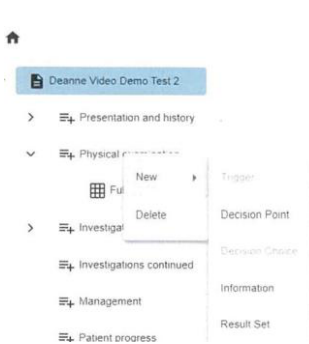 Deanne Video Demo Test 2
Presentation and history
Physical
New
Trigger
Ful
Delete
Decision Point
Investigat
Decision Choice
Investigations continued
Information
Management
Result Set
Patient progress